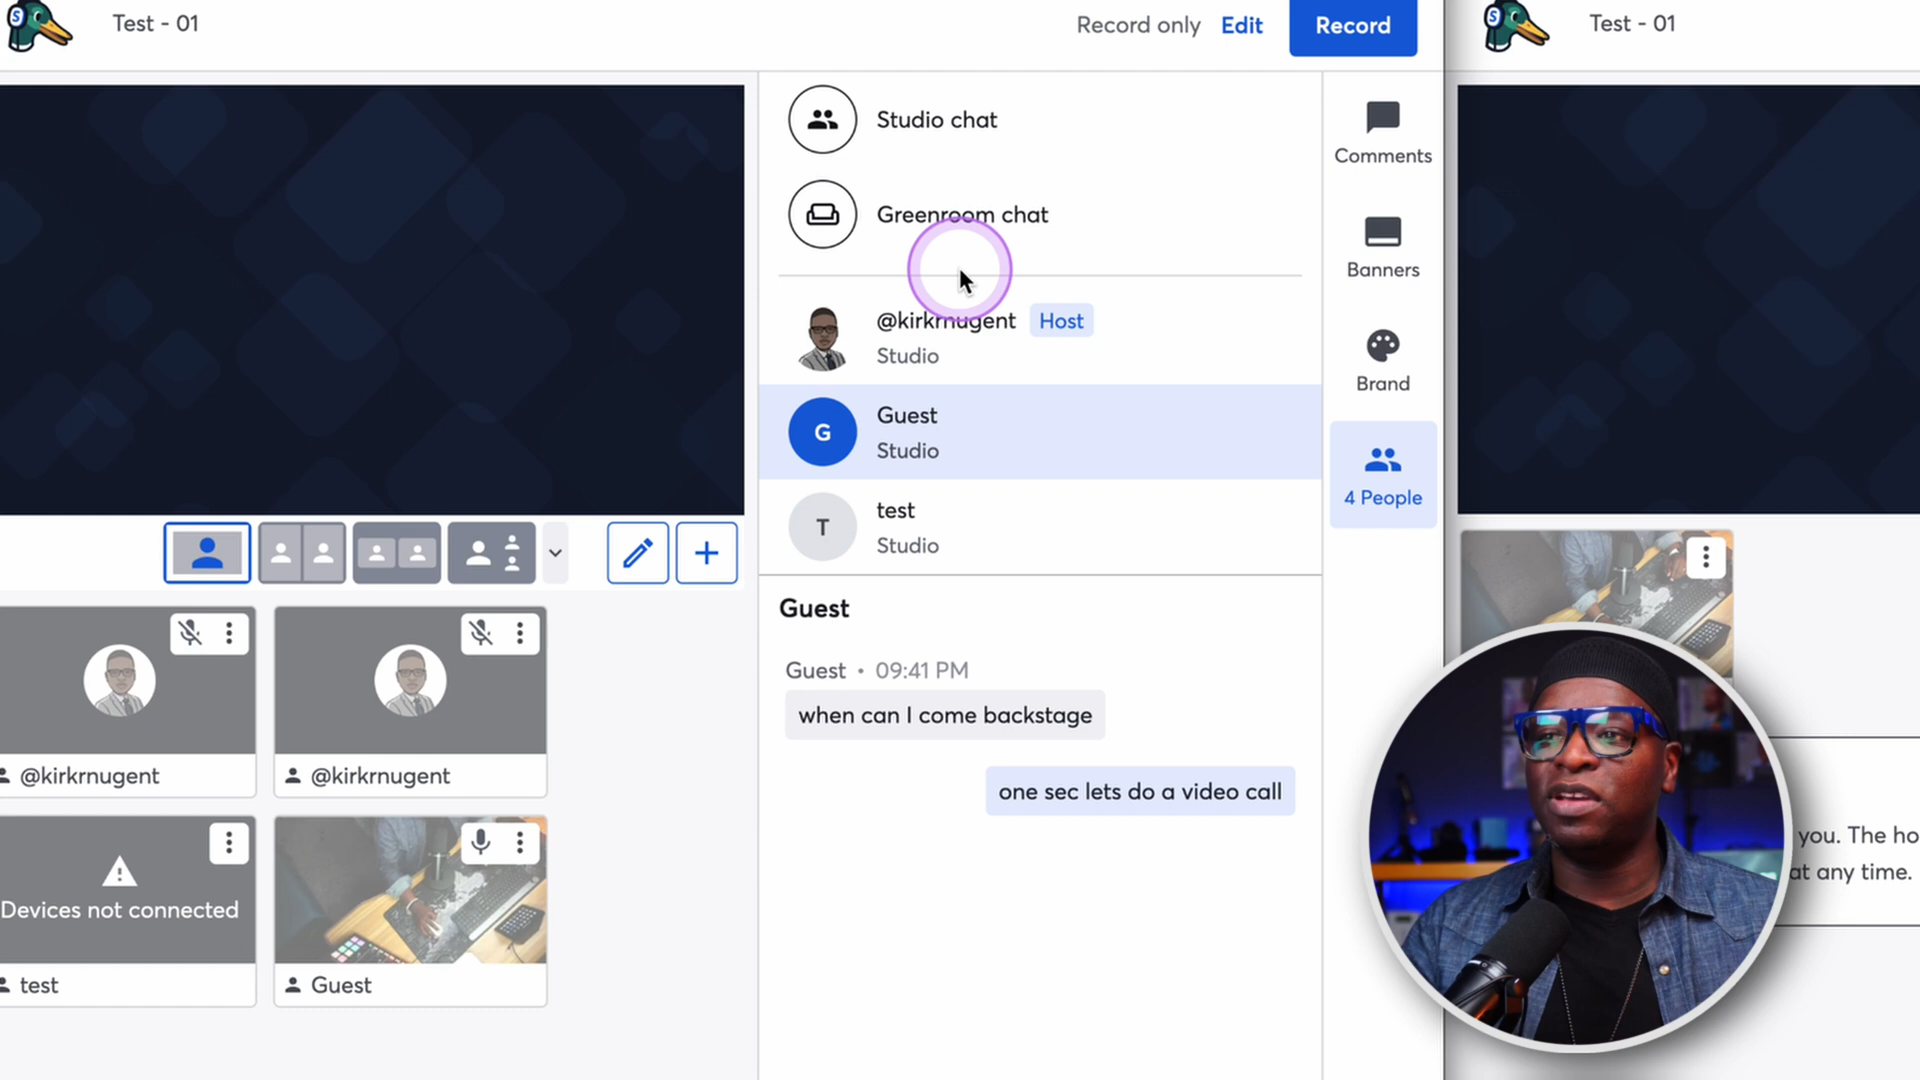 Test - 01
Record only
Edit
Record
Test - 01
Studio chat
Greenroom chat
@kirkrnugent
Host
Studio
G
Guest
Studio
T
test
Studio
Comments
Banners
Brand
4 People
@kirkrnugent
@kirkrnugent
Devices not connected
test
Guest
Guest
Guest • 09:41 PM
when can I come backstage
one sec lets do a video call
you. The ho
at any time.
S
S